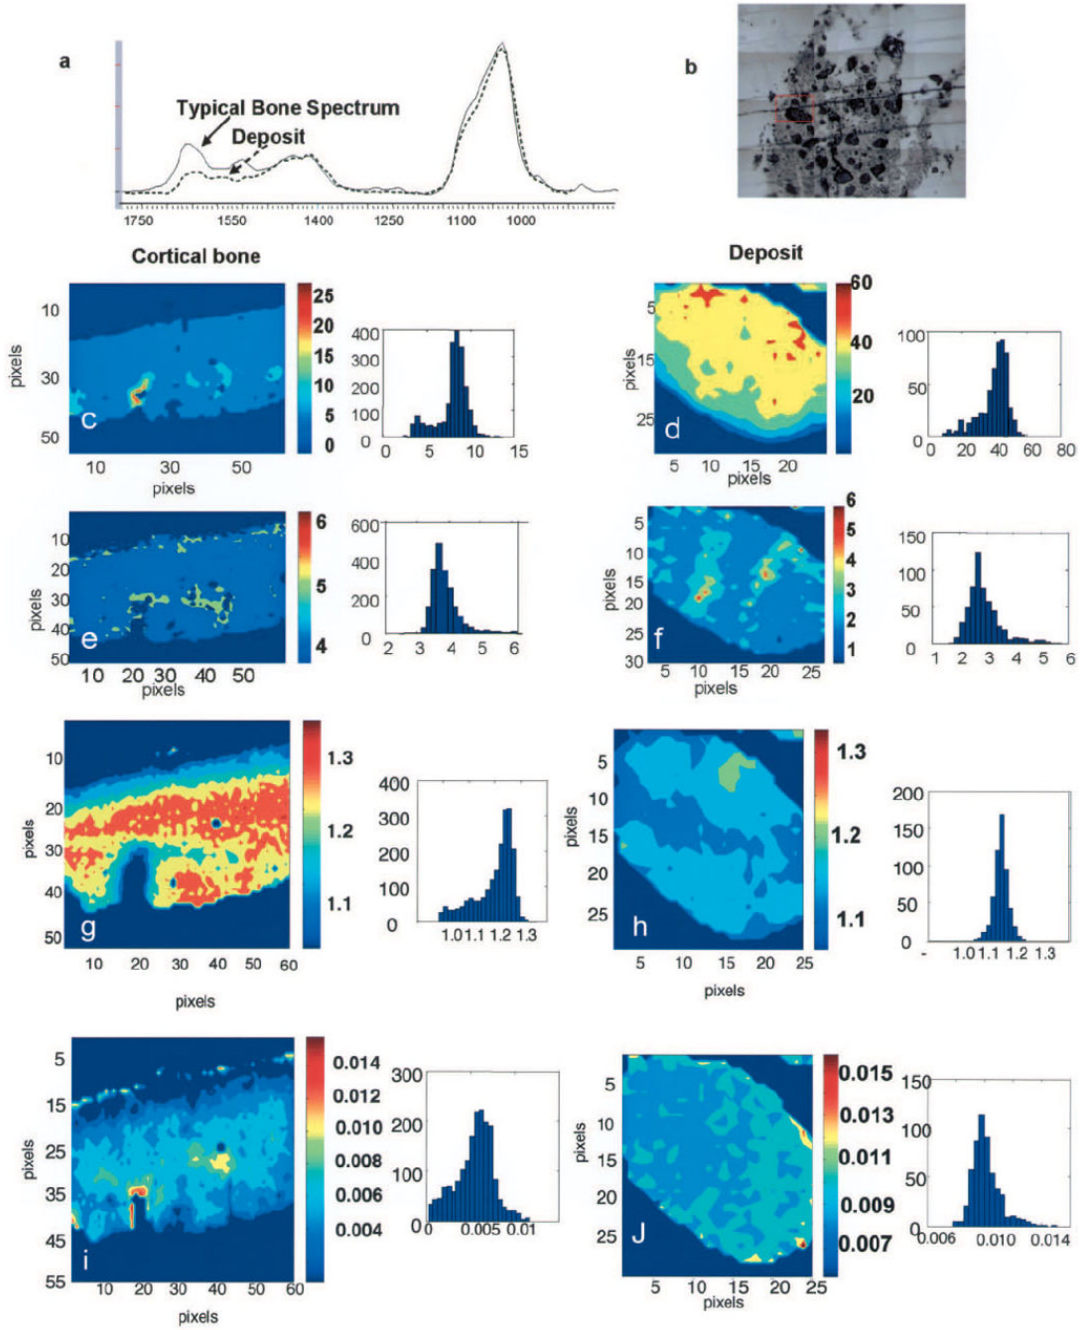 a
b
Typical Bone Spectrum
Deposit
1750 1550 1400 1250 1100 1000
Cortical bone
Deposit
10
30
50
pixels
c
10 30 50
pixels
25
20
15
10
5
0
400
300
200
100
0
0 5 10 15
5
15
25
pixels
d
5 10 20
pixels
60
40
20
100
50
0
0 20 40 60 80
10
20
30
40
50
pixels
e
10 20 30 40 50
pixels
6
5
4
600
400
200
0
2 3 4 5 6
5
10
15
20
25
30
pixels
f
5 10 15 20 25
pixels
6
5
4
3
2
1
150
100
50
0
1 2 3 4 5 6
10
20
30
40
50
pixels
g
10 20 30 40 50 60
pixels
1.3
1.2
1.1
400
300
200
100
0
1.0 1.1 1.2 1.3
5
10
15
20
25
pixels
h
5 10 15 20 25
pixels
1.3
1.2
1.1
200
150
100
50
0
- 1.0 1.1 1.2 1.3
5
15
25
35
45
55
pixels
i
10 20 30 40 50 60
pixels
0.014
0.012
0.010
0.008
0.006
0.004
300
200
100
0
0 0.005 0.01
5
10
15
20
25
pixels
J
5 10 15 20 25
pixels
0.015
0.013
0.011
0.009
0.007
150
100
50
0
0.006 0.010 0.014